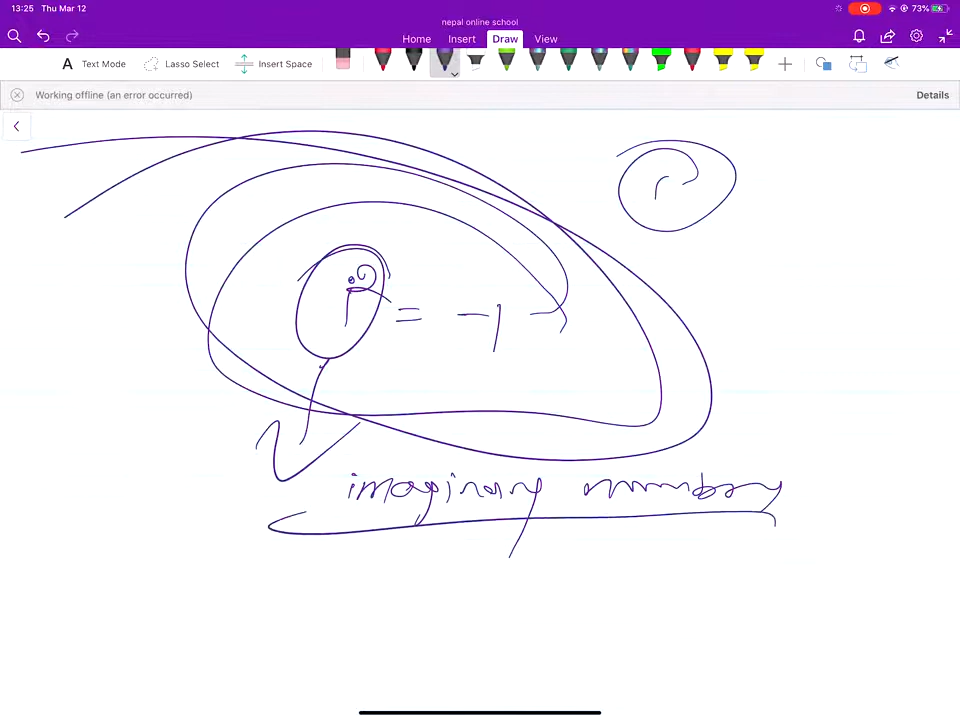 13:25 Thu Mar 12
73%
nepal online school
Home Insert Draw View
A Text Mode Lasso Select Insert Space
Working offline (an error occurred) Details
i² = -1
imaginary number